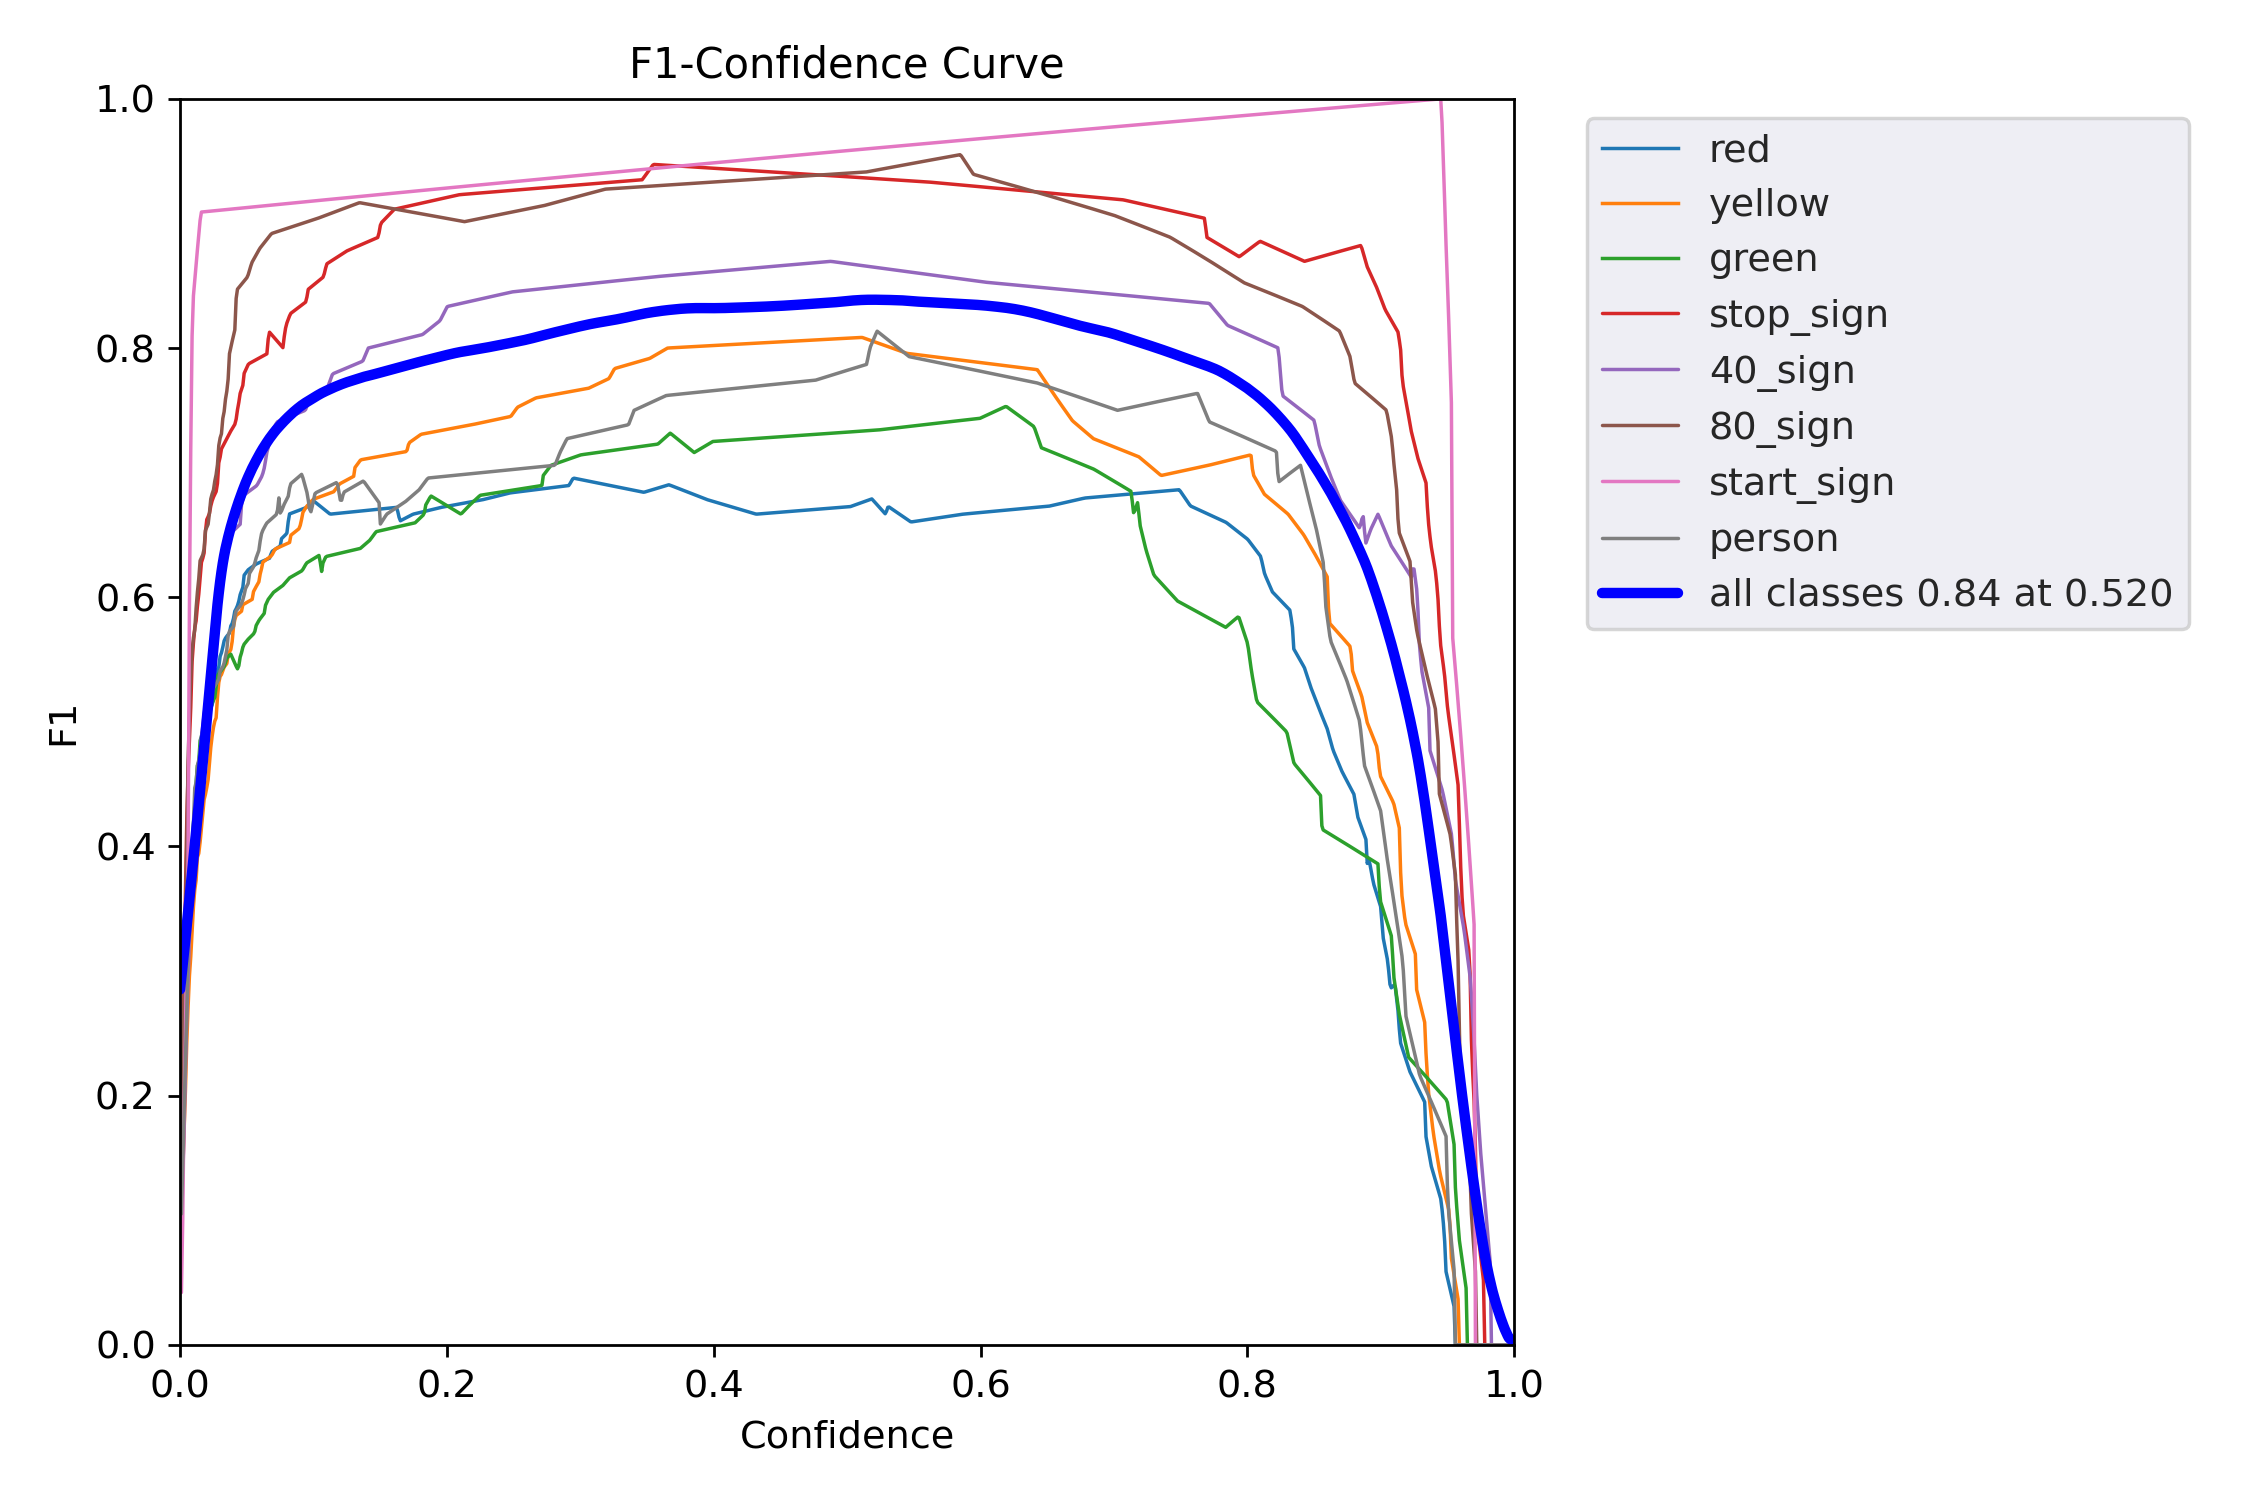 F1-Confidence Curve
1.0
0.8
0.6
0.4
0.2
0.0
F1
0.0 0.2 0.4 0.6 0.8 1.0
Confidence
red
yellow
green
stop_sign
40_sign
80_sign
start_sign
person
all classes 0.84 at 0.520